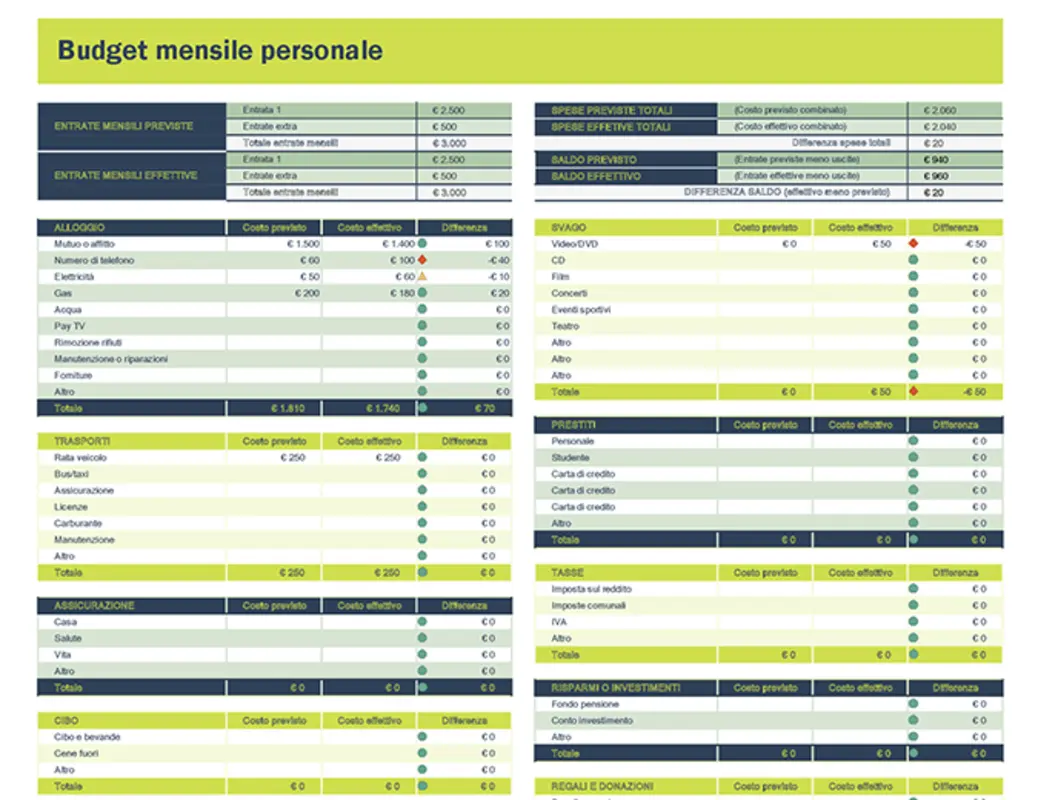 Budget mensile personale
ENTRATE MENSILI PREVISTE
Entrata 1 € 2.500
Entrate extra € 500
Totale entrate mensili € 3.000
ENTRATE MENSILI EFFETTIVE
Entrata 1 € 2.500
Entrate extra € 500
Totale entrate mensili € 3.000
SPESE PREVISTE TOTALI (Costo previsto combinato) € 2.060
SPESE EFFETIVE TOTALI (Costo effettivo combinato) € 2.040
Differenza spese totali € 20
SALDO PREVISTO (Entrate previste meno uscite) € 940
SALDO EFFETTIVO (Entrate effettive meno uscite) € 960
DIFFERENZA SALDO (effettivo meno previsto) € 20
ALLOGGIO Costo previsto Costo effettivo Differenza
Mutuo o affitto € 1.500 € 1.400 € 100
Numero di telefono € 60 € 100 -€ 40
Elettricità € 50 € 60 -€ 10
Gas € 200 € 180 € 20
Acqua € 0
Pay TV € 0
Rimozione rifiuti € 0
Manutenzione o riparazioni € 0
Forniture € 0
Altro € 0
Totale € 1.810 € 1.740 € 70
TRASPORTI Costo previsto Costo effettivo Differenza
Rata veicolo € 250 € 250 € 0
Bus/taxi € 0
Assicurazione € 0
Licenze € 0
Carburante € 0
Manutenzione € 0
Altro € 0
Totale € 250 € 250 € 0
ASSICURAZIONE Costo previsto Costo effettivo Differenza
Casa € 0
Salute € 0
Vita € 0
Altro € 0
Totale € 0 € 0 € 0
CIBO Costo previsto Costo effettivo Differenza
Cibo e bevande € 0
Cene fuori € 0
Altro € 0
Totale € 0 € 0 € 0
SVAGO Costo previsto Costo effettivo Differenza
Video/DVD € 0 € 50 -€ 50
CD € 0
Film € 0
Concerti € 0
Eventi sportivi € 0
Teatro € 0
Altro € 0
Altro € 0
Altro € 0
Totale € 0 € 50 -€ 50
PRESTITI Costo previsto Costo effettivo Differenza
Personale € 0
Studente € 0
Carta di credito € 0
Carta di credito € 0
Carta di credito € 0
Altro € 0
Totale € 0 € 0 € 0
TASSE Costo previsto Costo effettivo Differenza
Imposta sul reddito € 0
Imposte comunali € 0
IVA € 0
Altro € 0
Totale € 0 € 0 € 0
RISPARMI O INVESTIMENTI Costo previsto Costo effettivo Differenza
Fondo pensione € 0
Conto investimento € 0
Altro € 0
Totale € 0 € 0 € 0
REGALI E DONAZIONI Costo previsto Costo effettivo Differenza